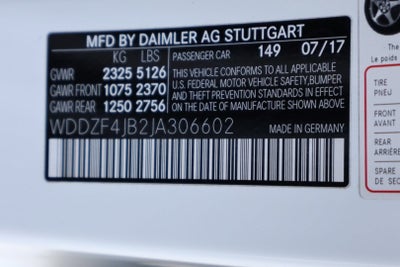 MFD BY DAIMLER AG STUTTGART
KG LBS
GVWR 2325 5126
GAWR FRONT 1075 2370
GAWR REAR 1250 2756
PASSENGER CAR 149 07/17
THIS VEHICLE CONFORMS TO ALL APPLICABLE
U.S. FEDERAL MOTOR VEHICLE SAFETY,BUMPER
AND THEFT PREVENTION STANDARDS IN EFFECT
ON THE DATE OF MANUFACTURE SHOWN ABOVE
WDDZF4JB2JA306602
MADE IN GERMANY
The
Le poids
TIRE
PNEU
FRONT
AVANT
REAR
ARRIÈRE
SPARE
DE